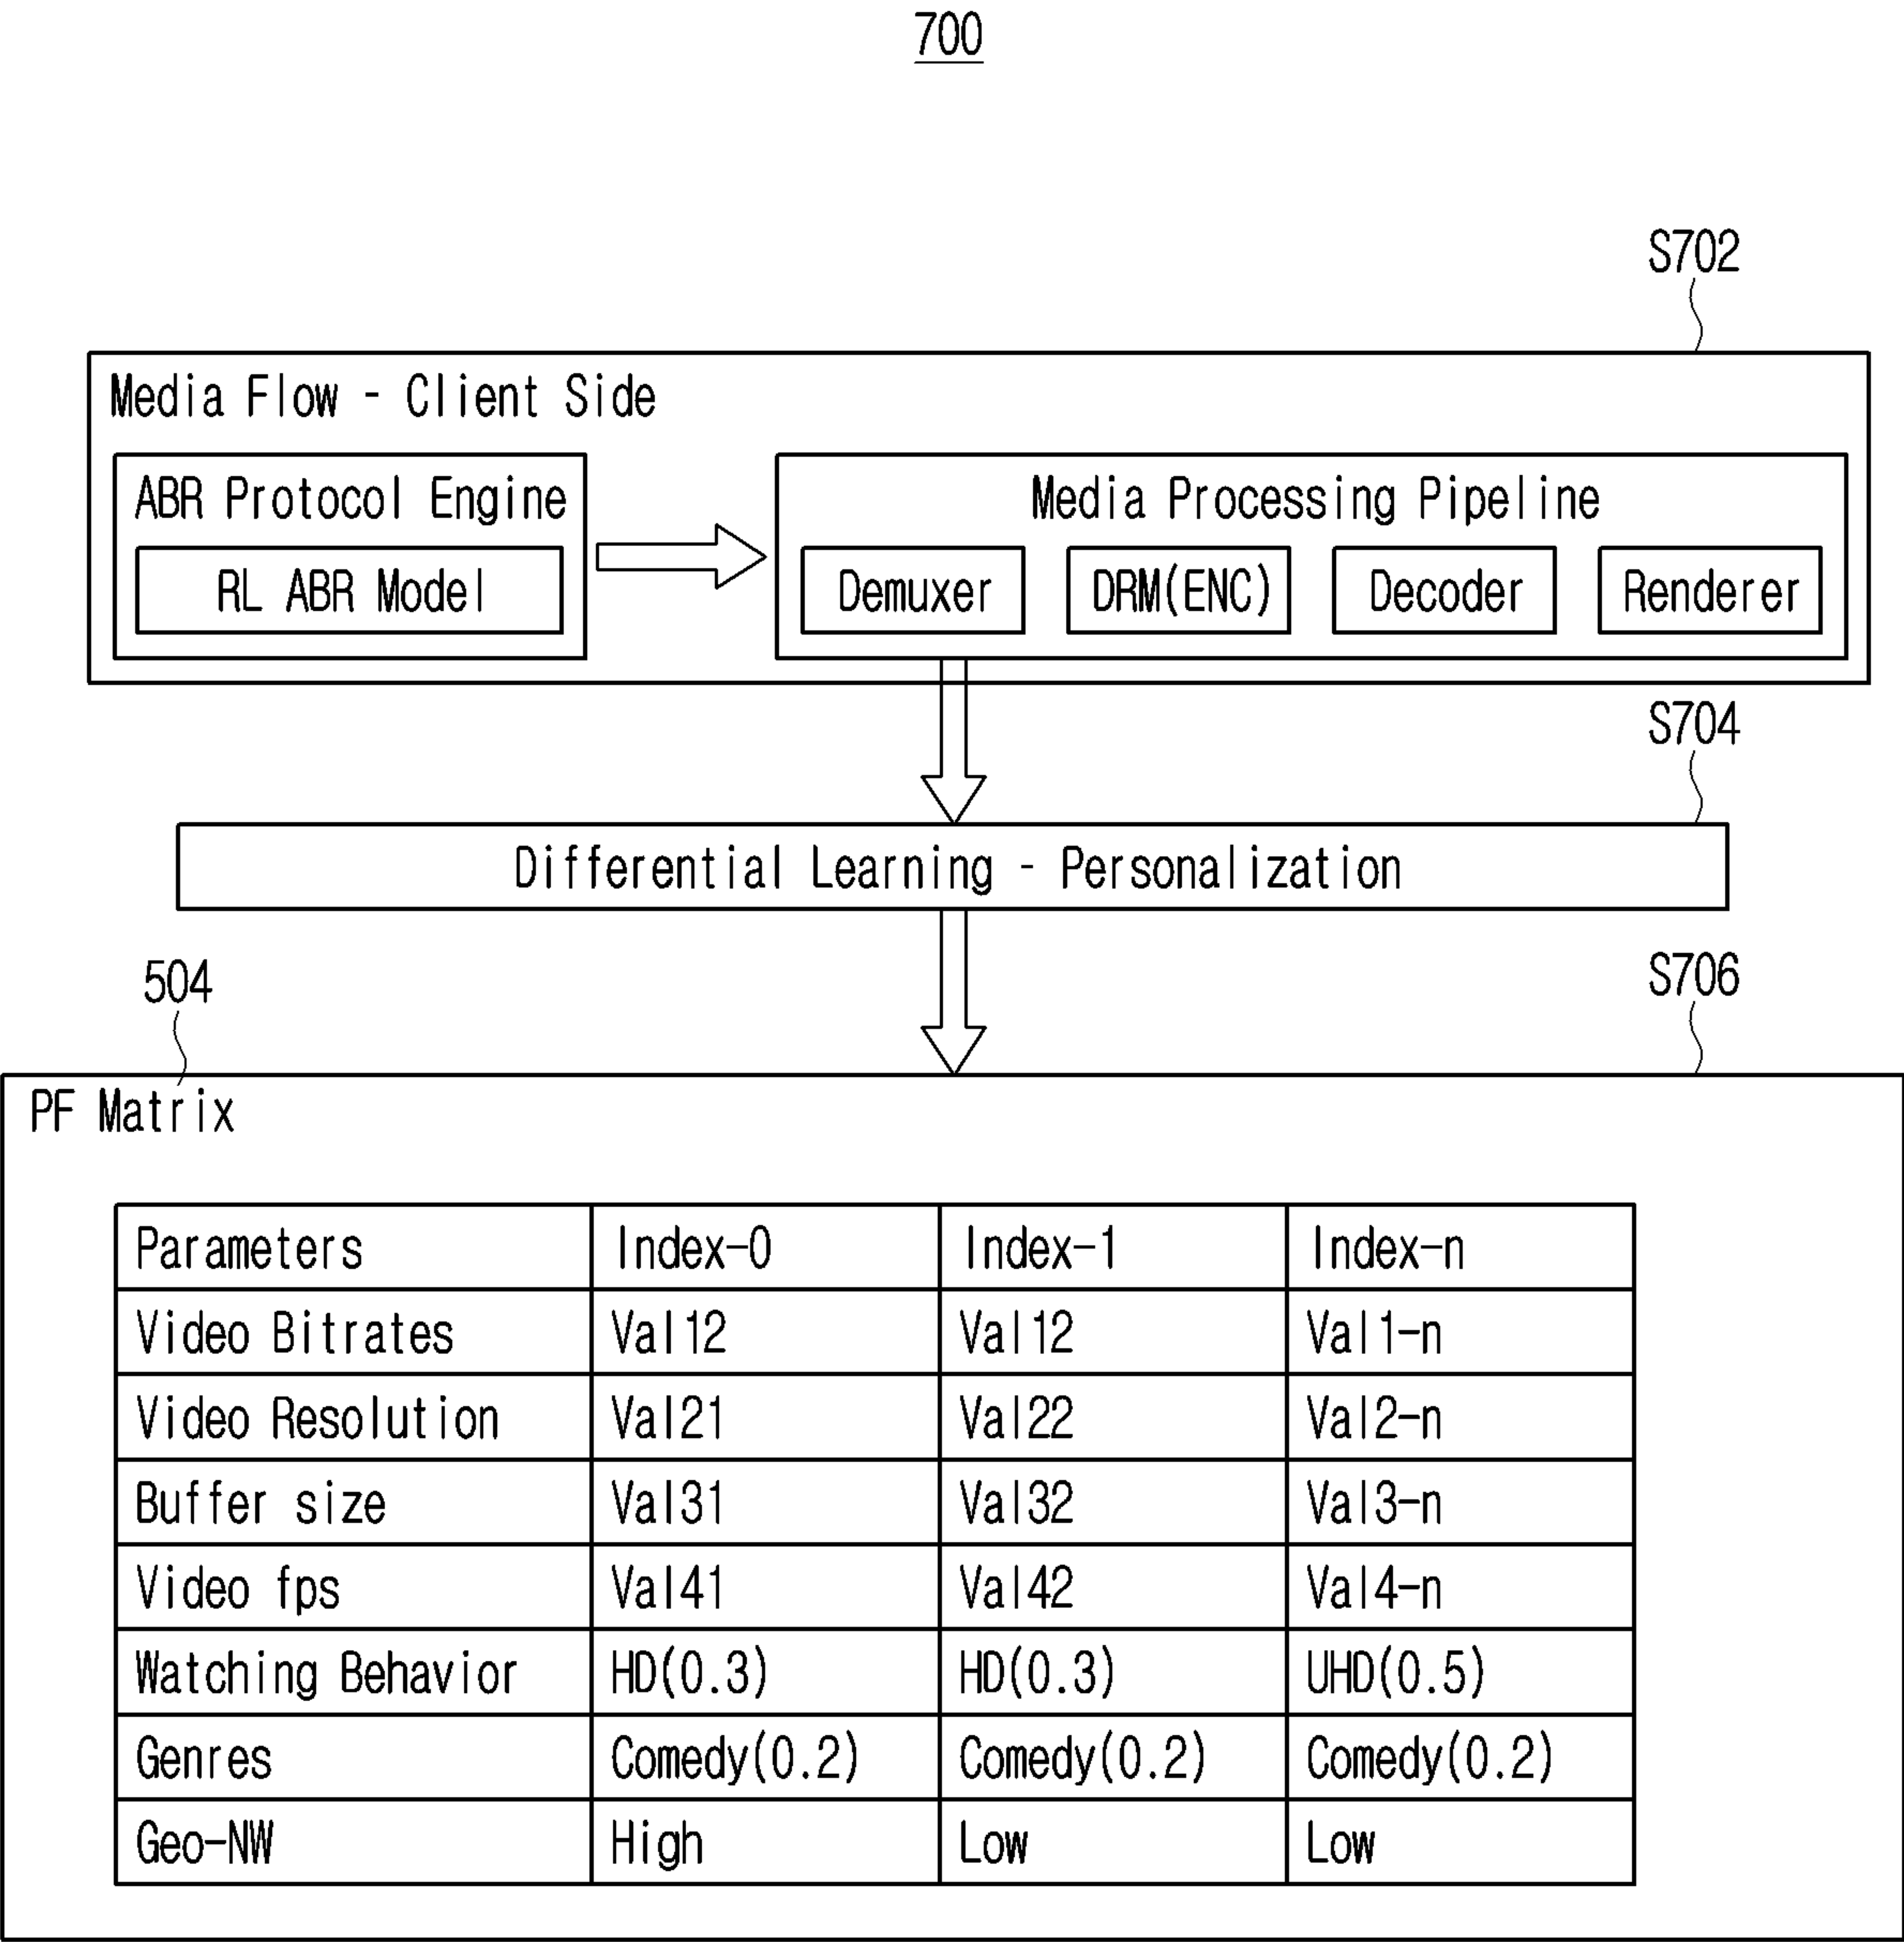 700
S702
Media Flow - Client Side
ABR Protocol Engine
RL ABR Model
Media Processing Pipeline
Demuxer
DRM(ENC)
Decoder
Renderer
S704
Differential Learning - Personalization
504
S706
PF Matrix
Parameters Index-0 Index-1 Index-n
Video Bitrates Val12 Val12 Val1-n
Video Resolution Val21 Val22 Val2-n
Buffer size Val31 Val32 Val3-n
Video fps Val41 Val42 Val4-n
Watching Behavior HD(0.3) HD(0.3) UHD(0.5)
Genres Comedy(0.2) Comedy(0.2) Comedy(0.2)
Geo-NW High Low Low